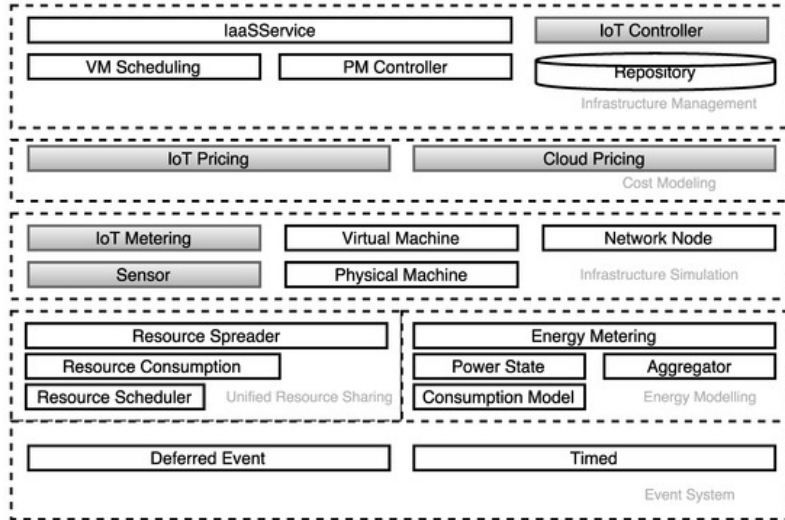 IaaSService
IoT Controller
VM Scheduling
PM Controller
Repository
Infrastructure Management
IoT Pricing
Cloud Pricing
Cost Modeling
IoT Metering
Virtual Machine
Network Node
Sensor
Physical Machine
Infrastructure Simulation
Resource Spreader
Resource Consumption
Resource Scheduler
Unified Resource Sharing
Energy Metering
Power State
Aggregator
Consumption Model
Energy Modelling
Deferred Event
Timed
Event System